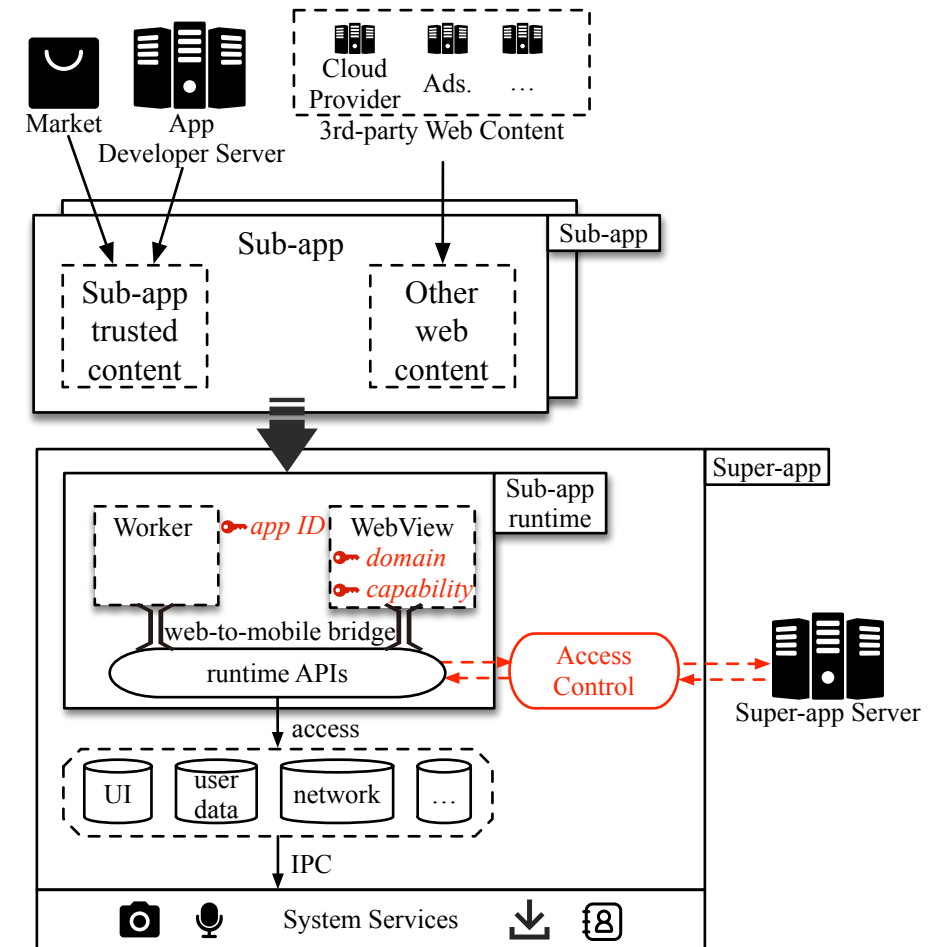 Market
App
Developer Server
Cloud
Provider
Ads.
...
3rd-party Web Content
Sub-app
Sub-app
Sub-app
trusted
content
Other
web
content
Super-app
Sub-app
runtime
Worker
app ID
WebView
domain
capability
web-to-mobile bridge
runtime APIs
Access
Control
Super-app Server
access
UI
user
data
network
...
IPC
System Services